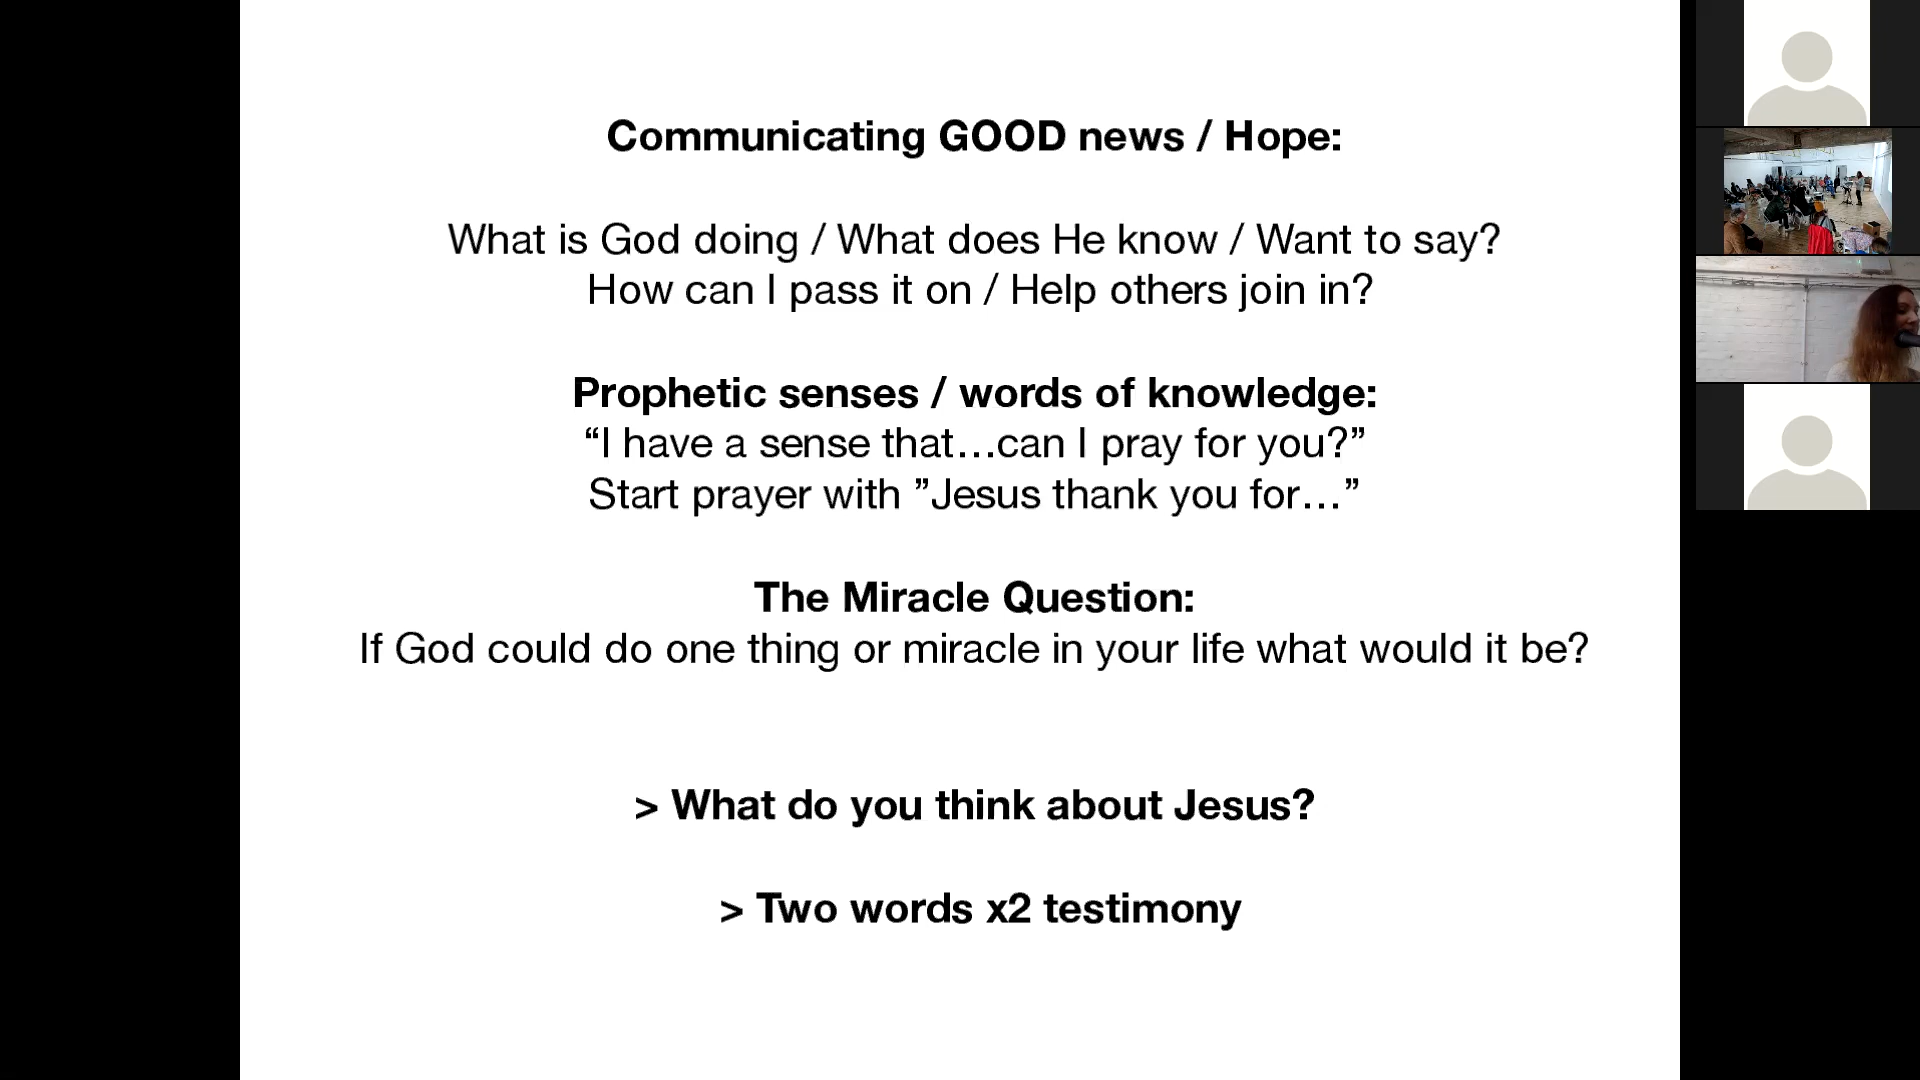 Communicating GOOD news / Hope:
What is God doing / What does He know / Want to say?
How can I pass it on / Help others join in?
Prophetic senses / words of knowledge:
“I have a sense that…can I pray for you?”
Start prayer with ”Jesus thank you for…”
The Miracle Question:
If God could do one thing or miracle in your life what would it be?
> What do you think about Jesus?
> Two words x2 testimony